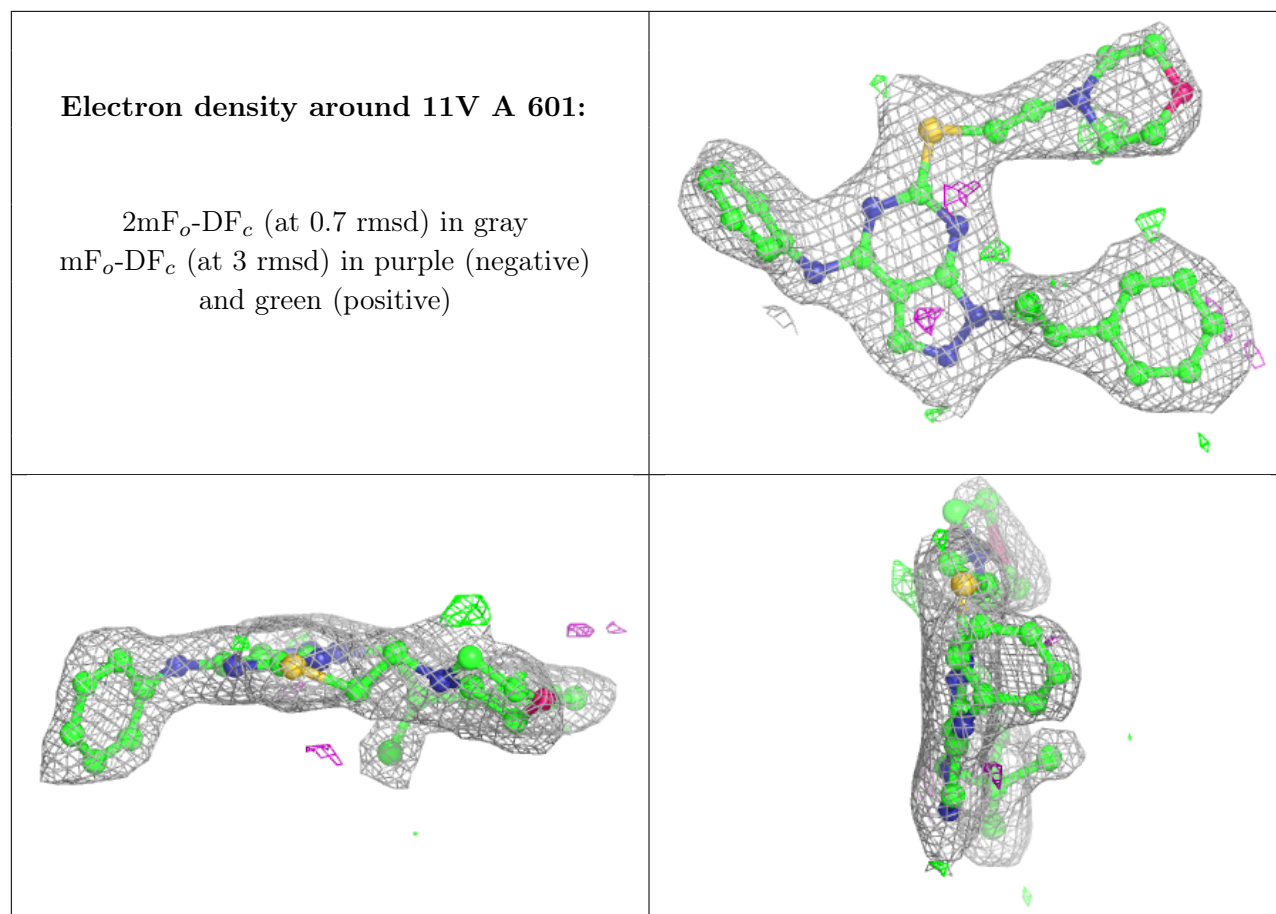 Electron density around 11V A 601:
2mFₒ-DF𝑐 (at 0.7 rmsd) in gray
mFₒ-DF𝑐 (at 3 rmsd) in purple (negative)
and green (positive)